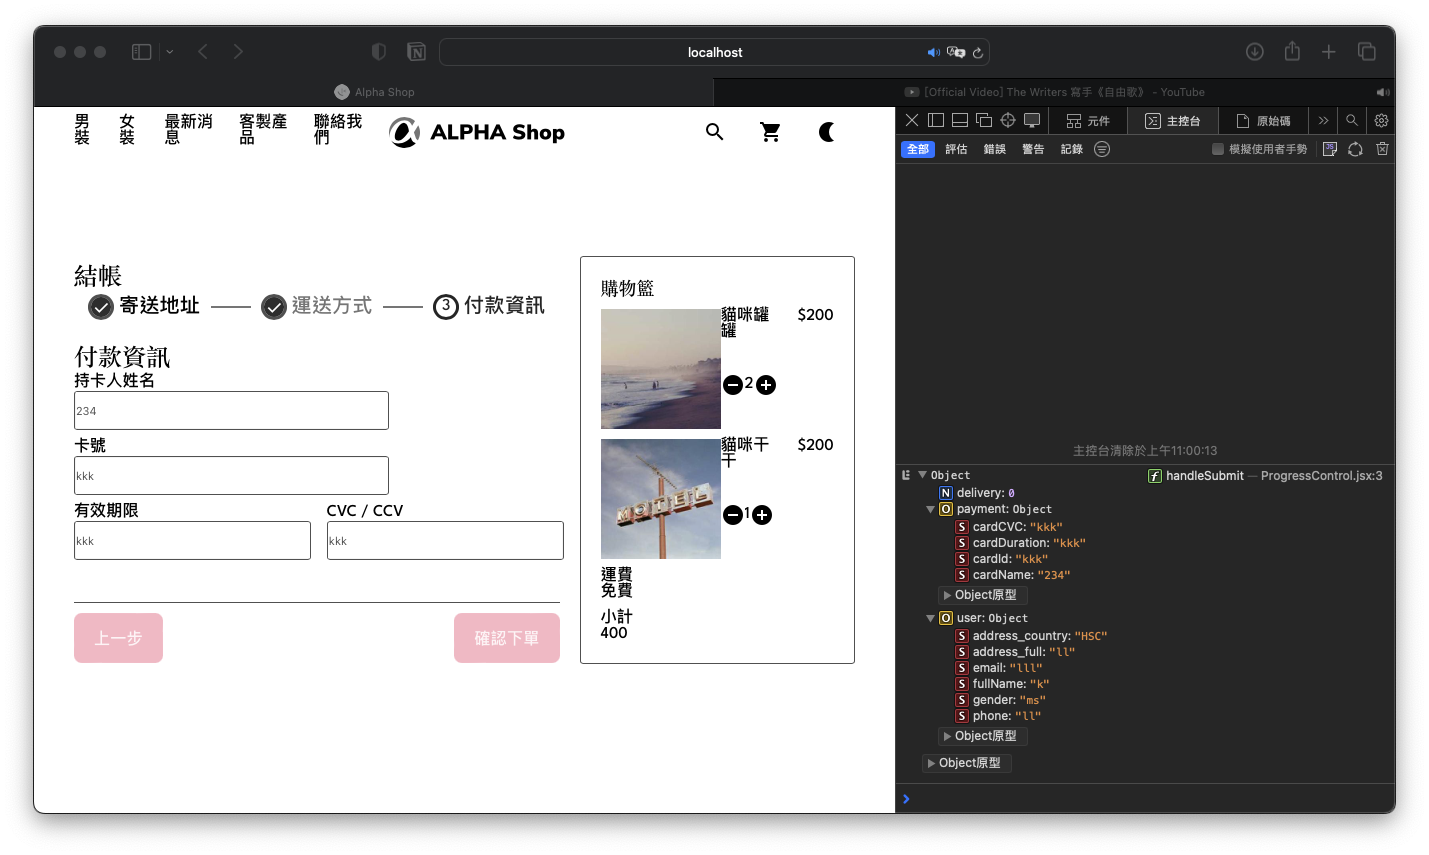 localhost
Alpha Shop
[Official Video] The Writers 寫手《自由歌》 - YouTube
男裝
女裝
最新消息
客製產品
聯絡我們
ALPHA Shop
結帳
寄送地址
運送方式
3 付款資訊
付款資訊
持卡人姓名
234
卡號
kkk
有效期限
CVC / CCV
kkk
kkk
上一步
確認下單
購物籃
貓咪罐罐
$200
2
貓咪干干
$200
MOTEL
1
運費
免費
小計
400
元件
主控台
原始碼
全部
評估
錯誤
警告
記錄
模擬使用者手勢
主控台清除於上午11:00:13
Object
handleSubmit — ProgressControl.jsx:3
N delivery: 0
O payment: Object
S cardCVC: "kkk"
S cardDuration: "kkk"
S cardId: "kkk"
S cardName: "234"
Object原型
O user: Object
S address_country: "HSC"
S address_full: "ll"
S email: "lll"
S fullName: "k"
S gender: "ms"
S phone: "ll"
Object原型
Object原型